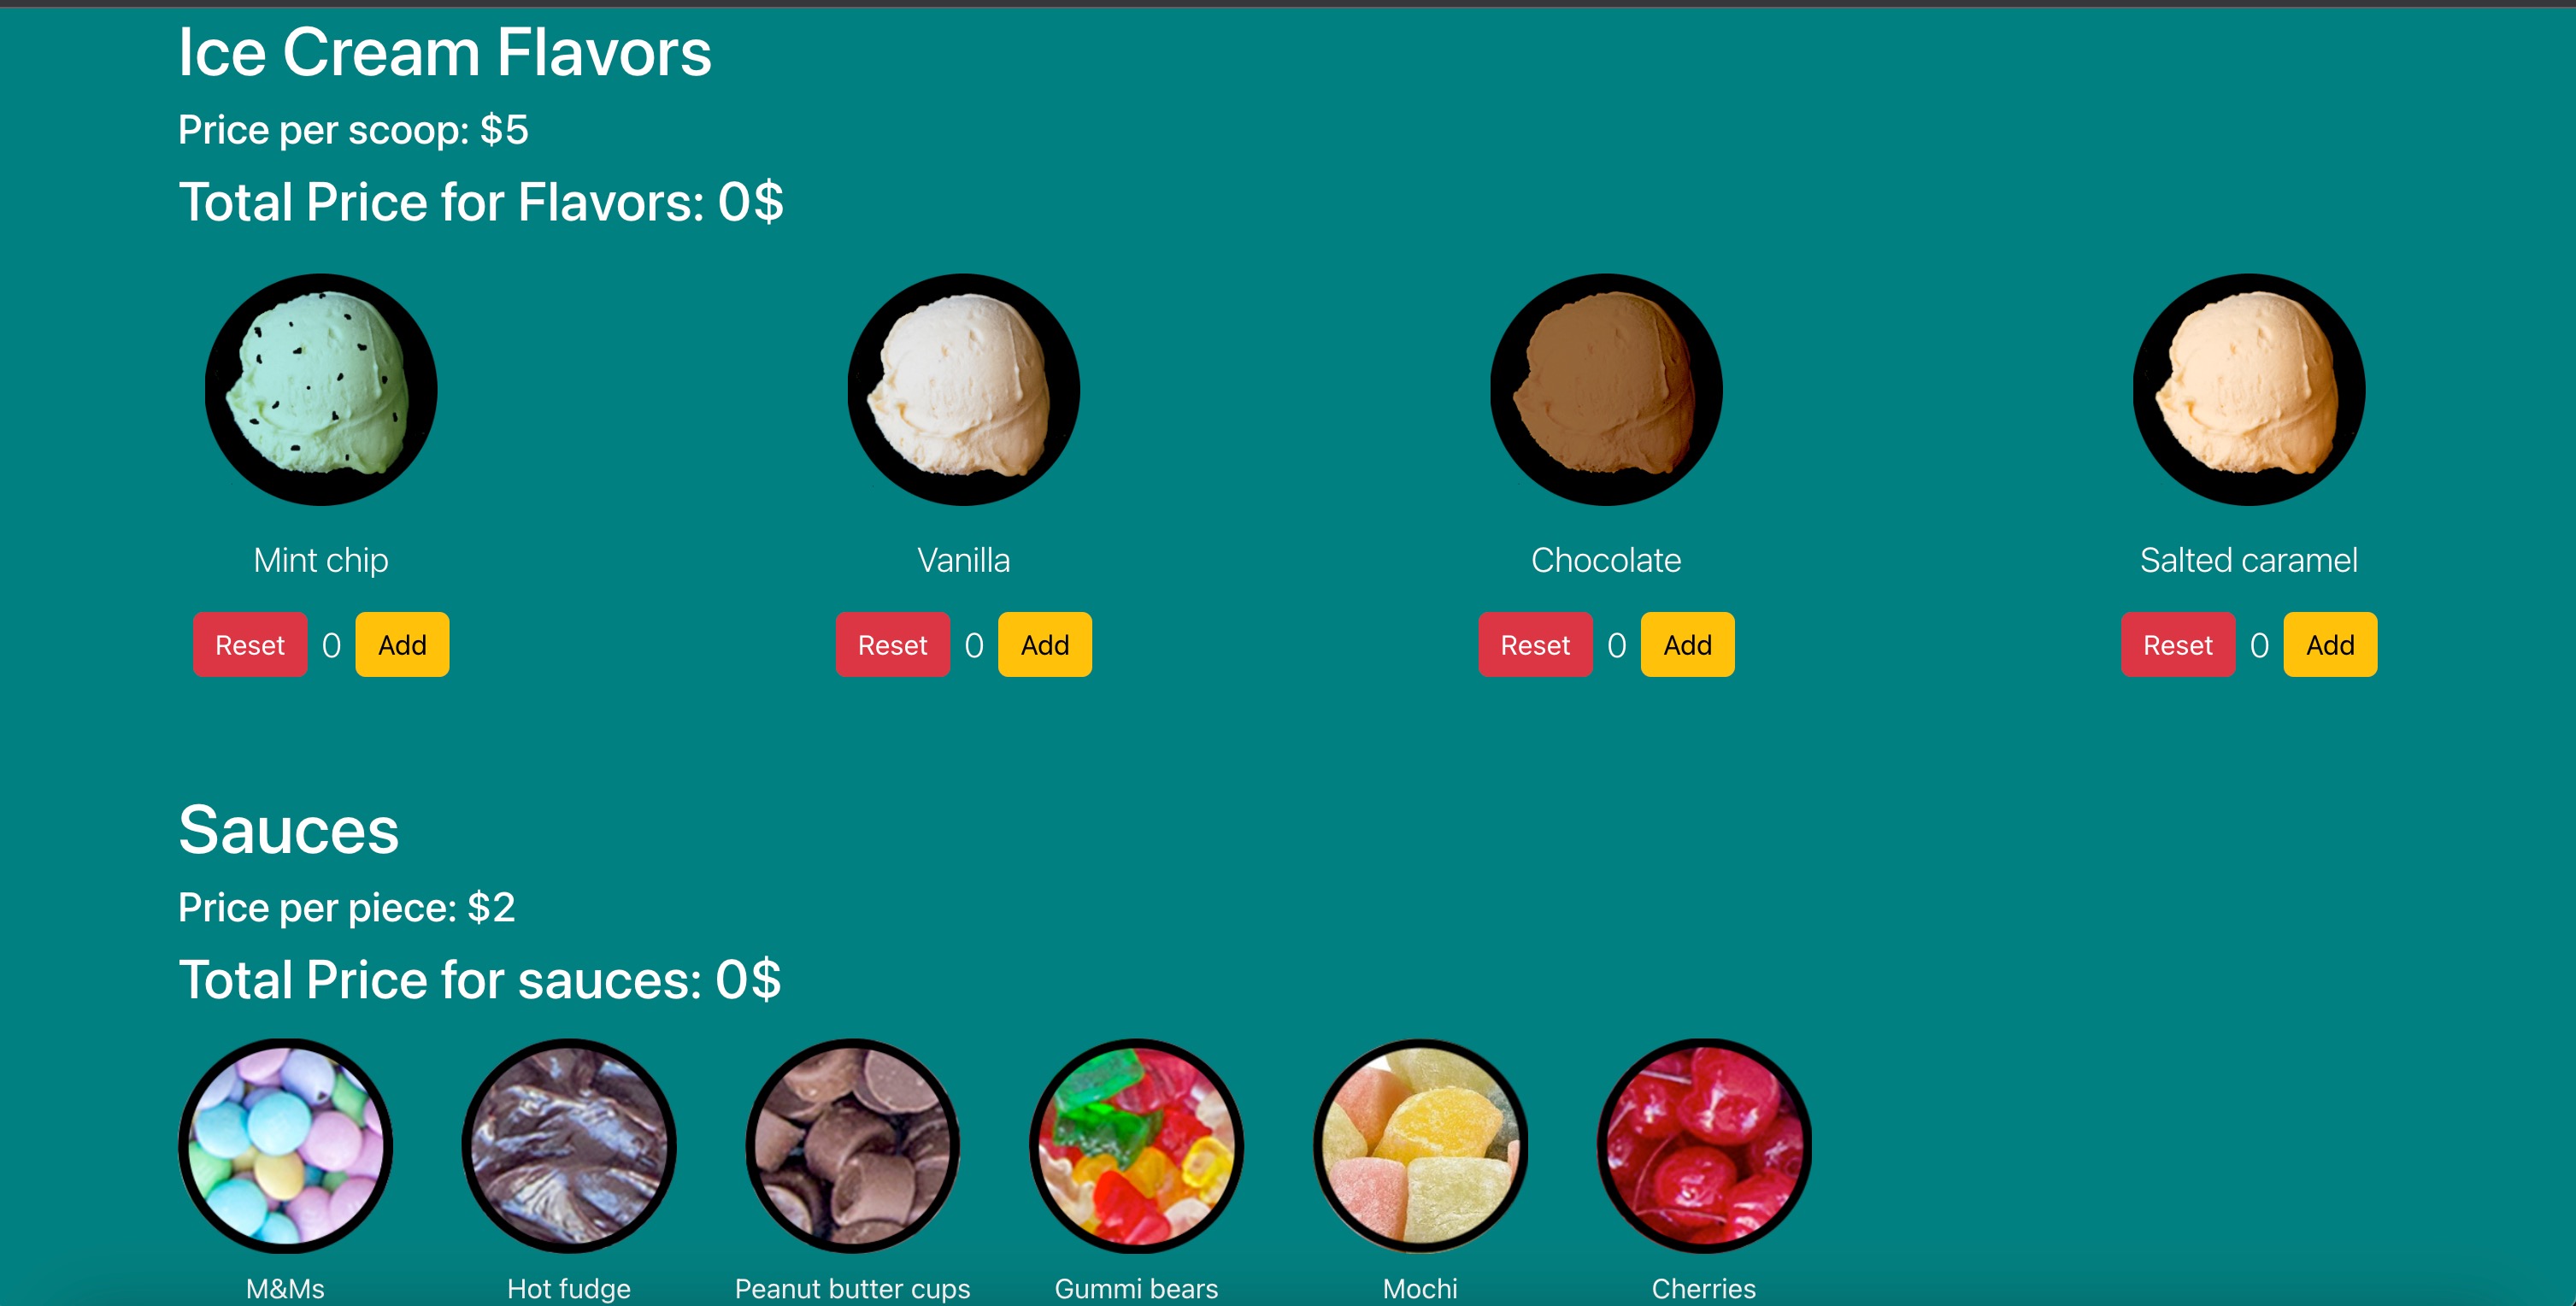 Ice Cream Flavors
Price per scoop: $5
Total Price for Flavors: 0$
Mint chip Vanilla Chocolate Salted caramel
Reset 0 Add Reset 0 Add Reset 0 Add Reset 0 Add
Sauces
Price per piece: $2
Total Price for sauces: 0$
M&Ms Hot fudge Peanut butter cups Gummi bears Mochi Cherries